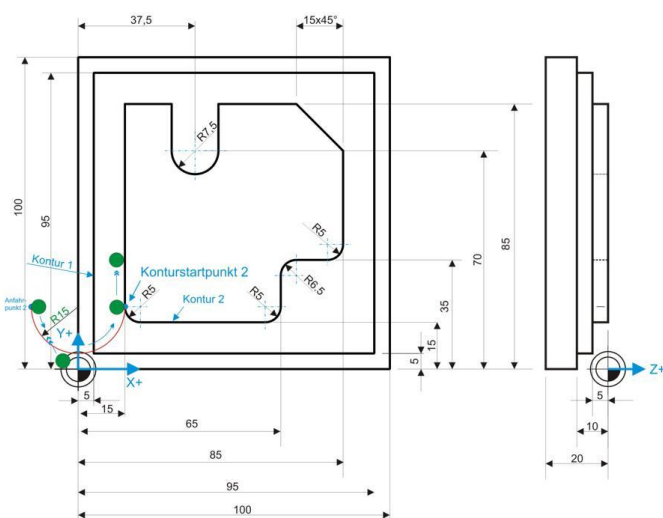 37,5
15x45°
R7,5
100
95
R5
R6,5
85
70
35
15
5
Kontur 1
Konturstartpunkt 2
Anfahr-
punkt 2
R15
R5
Kontur 2
R5
Y+
X+
Z+
5
15
65
85
95
100
5
10
20